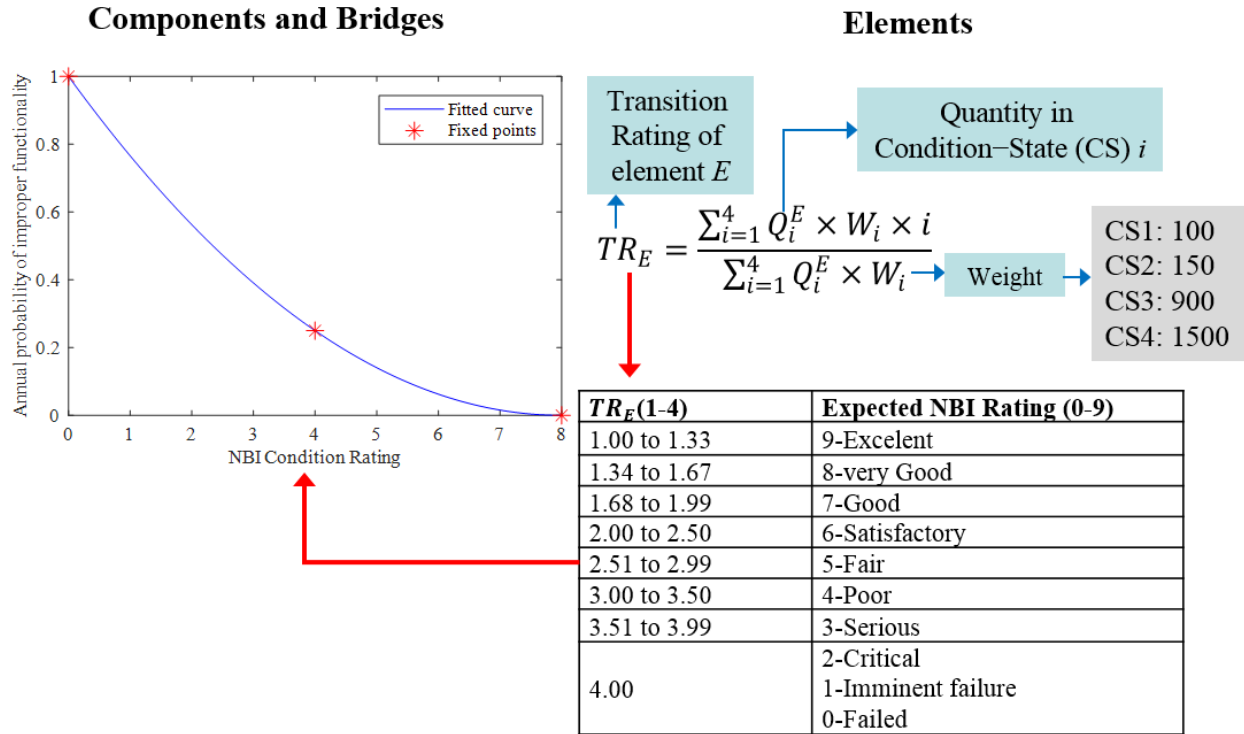 Components and Bridges
Annual probability of improper functionality
1
0.8
0.6
0.4
0.2
0
0 1 2 3 4 5 6 7 8
NBI Condition Rating
Fitted curve
Fixed points
Elements
Transition
Rating of
element E
Quantity in
Condition−State (CS) i
TR_E = \frac{\sum_{i=1}^{4} Q_i^E × W_i × i}{\sum_{i=1}^{4} Q_i^E × W_i}
Weight
CS1: 100
CS2: 150
CS3: 900
CS4: 1500
TR_E(1-4) Expected NBI Rating (0-9)
1.00 to 1.33 9-Excelent
1.34 to 1.67 8-very Good
1.68 to 1.99 7-Good
2.00 to 2.50 6-Satisfactory
2.51 to 2.99 5-Fair
3.00 to 3.50 4-Poor
3.51 to 3.99 3-Serious
4.00
2-Critical
1-Imminent failure
0-Failed